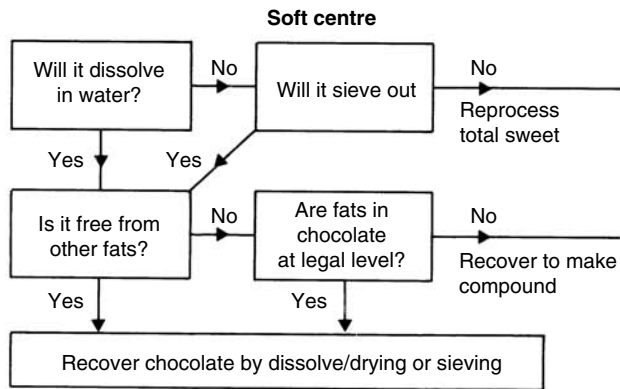 Soft centre
Will it dissolve
in water?
No
Will it sieve out
No
Reprocess
total sweet
Yes
Yes
Is it free from
other fats?
No
Are fats in
chocolate
at legal level?
No
Recover to make
compound
Yes
Yes
Recover chocolate by dissolve/drying or sieving